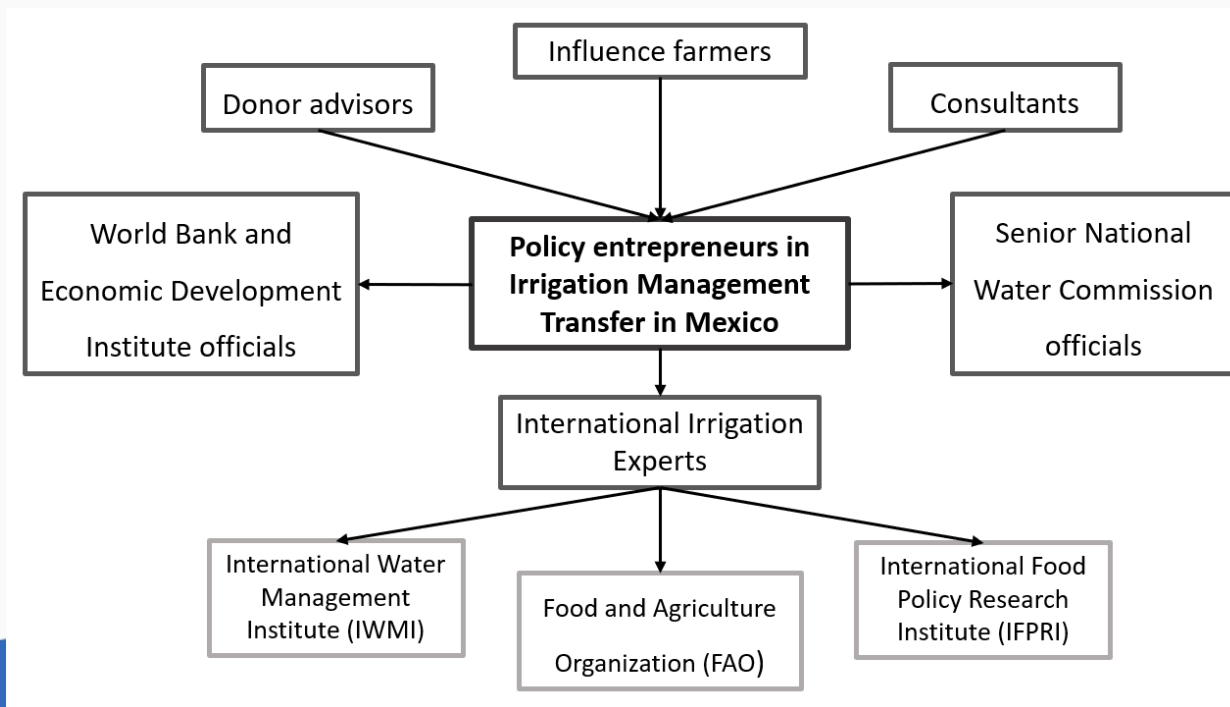 Influence farmers
Donor advisors
Consultants
World Bank and
Economic Development
Institute officials
Policy entrepreneurs in
Irrigation Management
Transfer in Mexico
Senior National
Water Commission
officials
International Irrigation
Experts
International Water
Management
Institute (IWMI)
Food and Agriculture
Organization (FAO)
International Food
Policy Research
Institute (IFPRI)